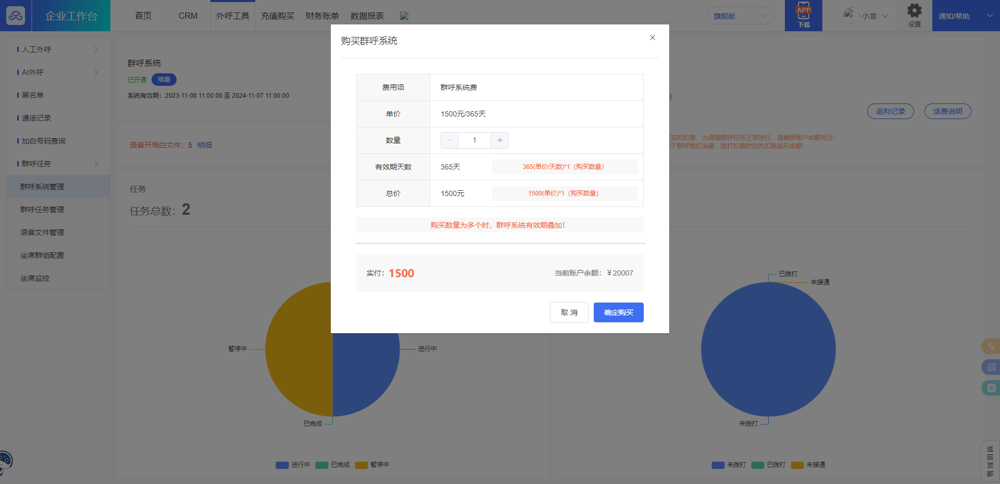 企业工作台
首页
CRM
外呼工具
充值购买
财务账单
数据报表
旗舰版
APP
下载
小龙
设置
通知/帮助
人工外呼
AI外呼
黑名单
通话记录
加白号码查询
群呼任务
群呼系统管理
群呼任务管理
语音文件管理
坐席群组配置
坐席监控
群呼系统
已开通 续费
系统有效期：2023-11-08 11:00:00 至 2024-11-07 11:00:00
语音开场白文件：5 明细
任务
任务总数：2
购买群呼系统
费用项 群呼系统费
单价 1500元/365天
数量 1
有效期天数 365天 365(单价/天数)*1（购买数量）
总价 1500元 1500(单价)*1（购买数量）
购买数量为多个时，群呼系统有效期叠加！
实付：1500 当前账户余额：￥20007
取 消 确定购买
返利记录 话费说明
实时扣费，为保障群呼任务正常进行，请确保账户余额充足；
于群呼拨打消费，拨打扣费时优先扣除返利余额；
暂停中
进行中
已完成
进行中 已完成 暂停中
已拨打
未接通
未拨打
未拨打 已拨打 未接通
返回顶部